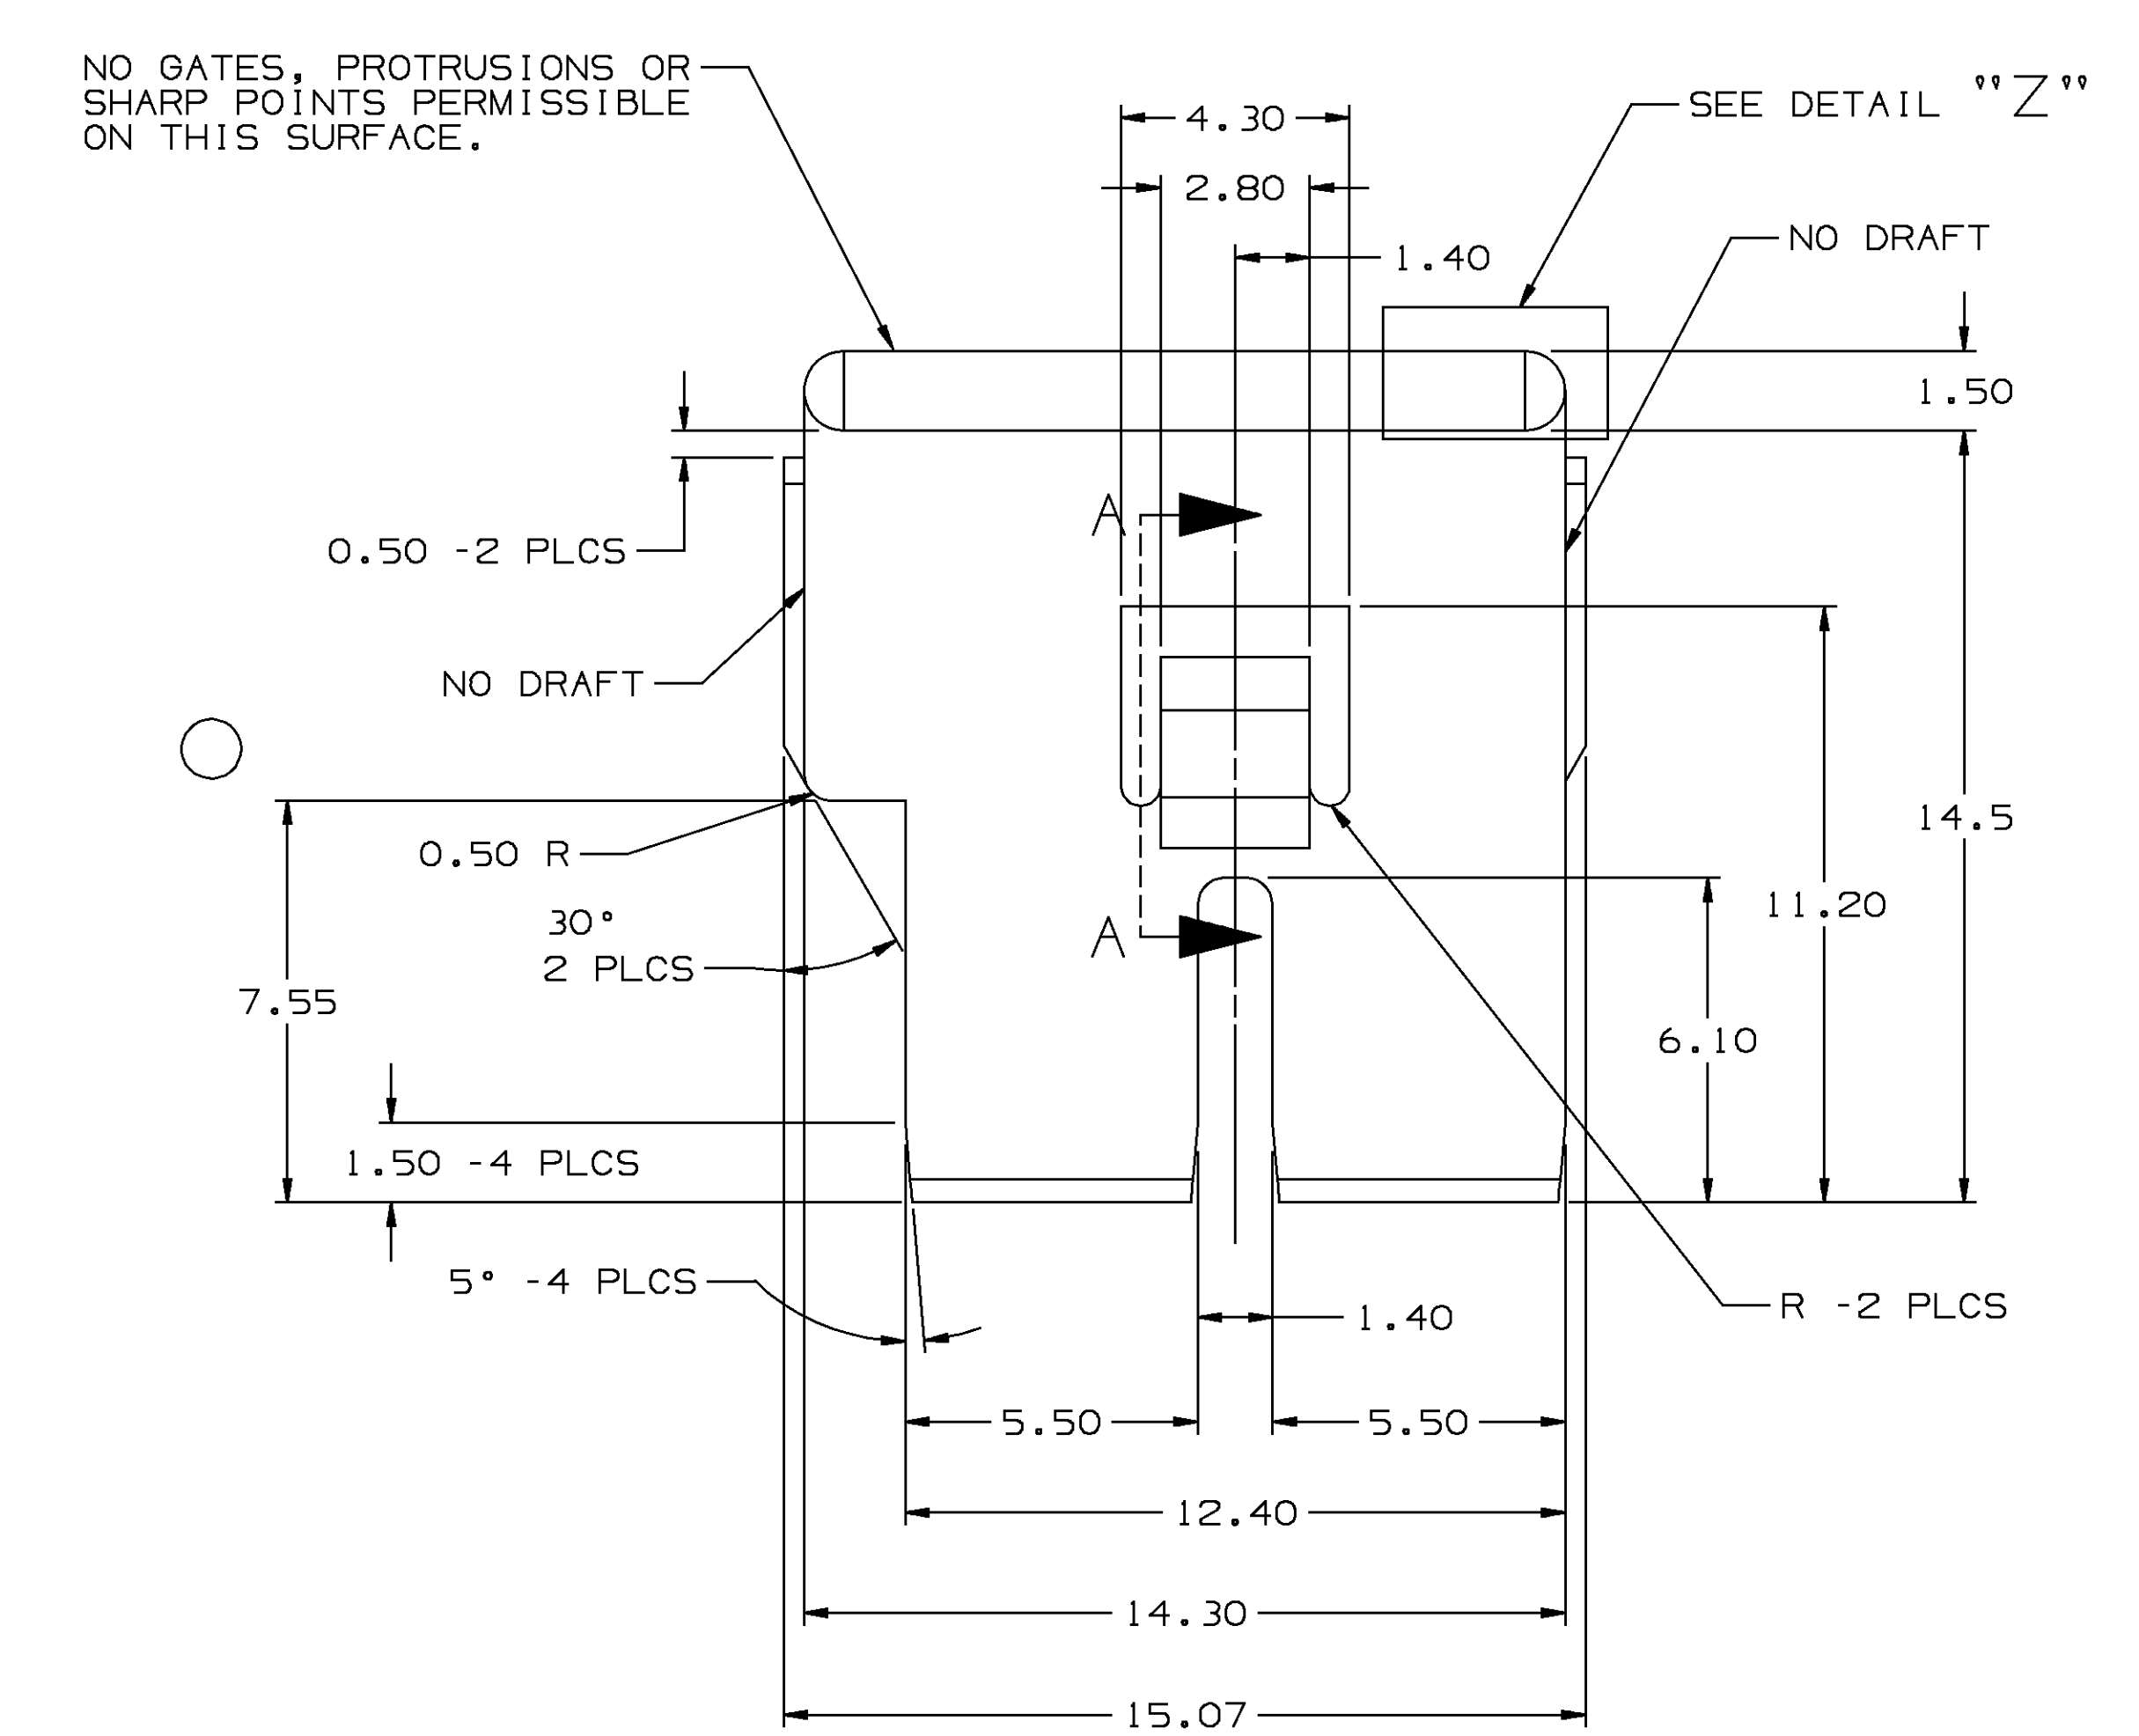 NO GATES, PROTRUSIONS OR
SHARP POINTS PERMISSIBLE
ON THIS SURFACE.
SEE DETAIL "Z"
4.30
2.80
1.40
NO DRAFT
1.50
0.50 -2 PLCS
A
NO DRAFT
14.5
0.50 R
11.20
30°
2 PLCS
A
7.55
6.10
1.50 -4 PLCS
5° -4 PLCS
R -2 PLCS
1.40
5.50
5.50
12.40
14.30
15.07